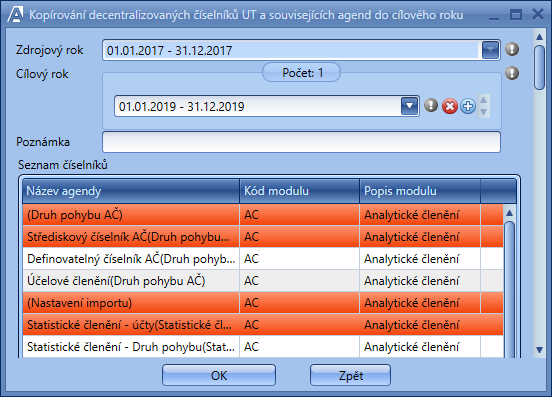 Kopírování decentralizovaných číselníků UT a souvisejících agend do cílového roku
Zdrojový rok 01.01.2017 - 31.12.2017
Cílový rok Počet: 1
01.01.2019 - 31.12.2019
Poznámka
Seznam číselníků
Název agendy Kód modulu Popis modulu
(Druh pohybu AČ) AC Analytické členění
Střediskový číselník AČ(Druh pohybu... AC Analytické členění
Definovatelný číselník AČ(Druh pohyb... AC Analytické členění
Účelové členění(Druh pohybu AČ) AC Analytické členění
(Nastavení importu) AC Analytické členění
Statistické členění - účty(Statistické čl... AC Analytické členění
Statistické členění - Druh pohybu(Stat... AC Analytické členění
OK Zpět